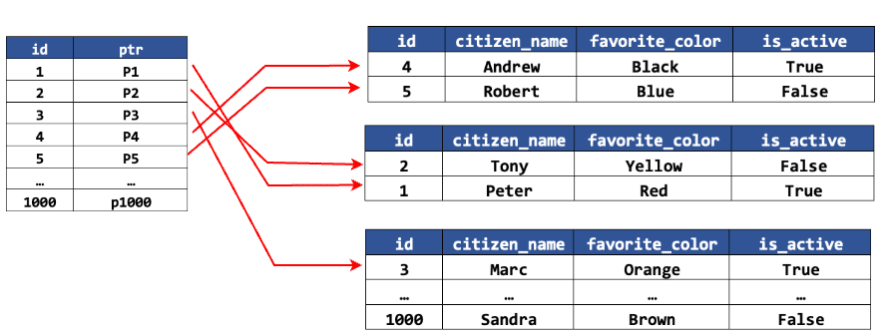 id ptr
1 P1
2 P2
3 P3
4 P4
5 P5
… …
1000 p1000
id citizen_name favorite_color is_active
4 Andrew Black True
5 Robert Blue False
id citizen_name favorite_color is_active
2 Tony Yellow False
1 Peter Red True
id citizen_name favorite_color is_active
3 Marc Orange True
… … … …
1000 Sandra Brown False